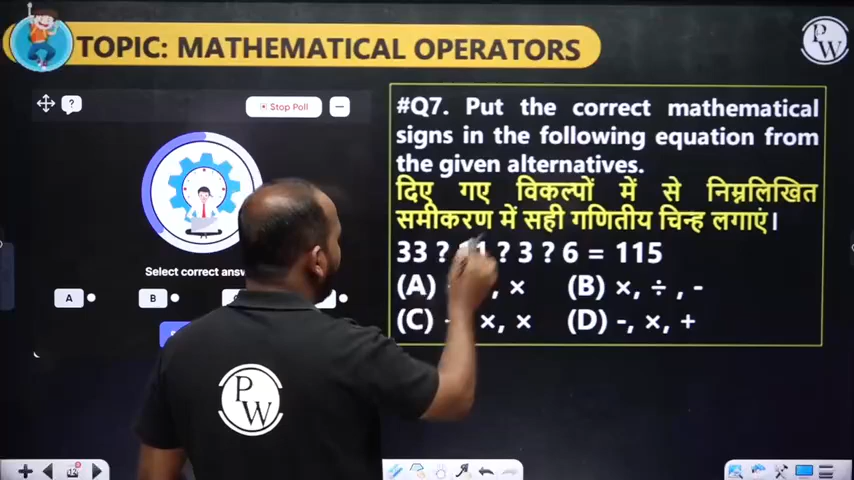 TOPIC: MATHEMATICAL OPERATORS
PW
Stop Poll
#Q7. Put the correct mathematical
signs in the following equation from
the given alternatives.
दिए गए विकल्पों में से निम्नलिखित
समीकरण में सही गणितीय चिन्ह लगाएं।
33 ? ? 3 ? 6 = 115
(A) , × (B) ×, ÷ , -
(C) ×, × (D) -, ×, +
Select correct
A B
PW